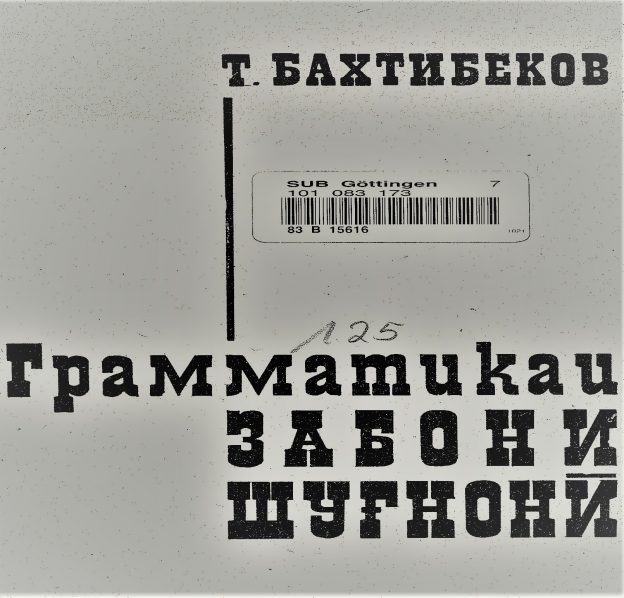 Т. БАХТИБЕКОВ
SUB Göttingen 7
101 083 173
83 B 15616
1021
125
Грамматикаи
ЗАБОНИ
ШУҒНОНӢ